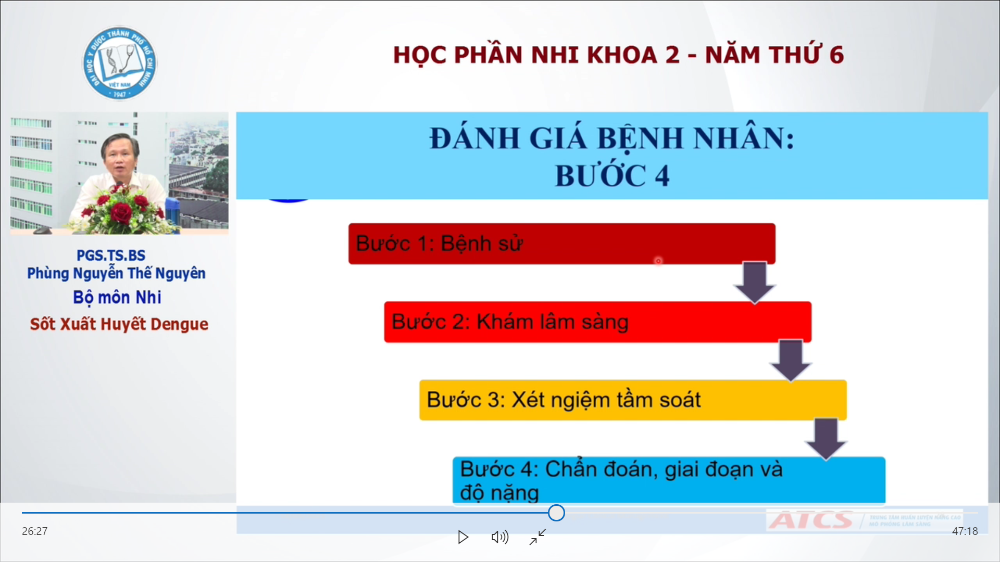 ĐẠI HỌC Y DƯỢC THÀNH PHỐ HỒ CHÍ MINH
VIỆT NAM
1947
HỌC PHẦN NHI KHOA 2 - NĂM THỨ 6
PGS.TS.BS
Phùng Nguyễn Thế Nguyên
Bộ môn Nhi
Sốt Xuất Huyết Dengue
ĐÁNH GIÁ BỆNH NHÂN:
BƯỚC 4
Bước 1: Bệnh sử
Bước 2: Khám lâm sàng
Bước 3: Xét ngiệm tầm soát
Bước 4: Chẩn đoán, giai đoạn và
độ nặng
ATCS
TRUNG TÂM HUẤN LUYỆN NÂNG CAO
MÔ PHỎNG LÂM SÀNG
26:27
47:18